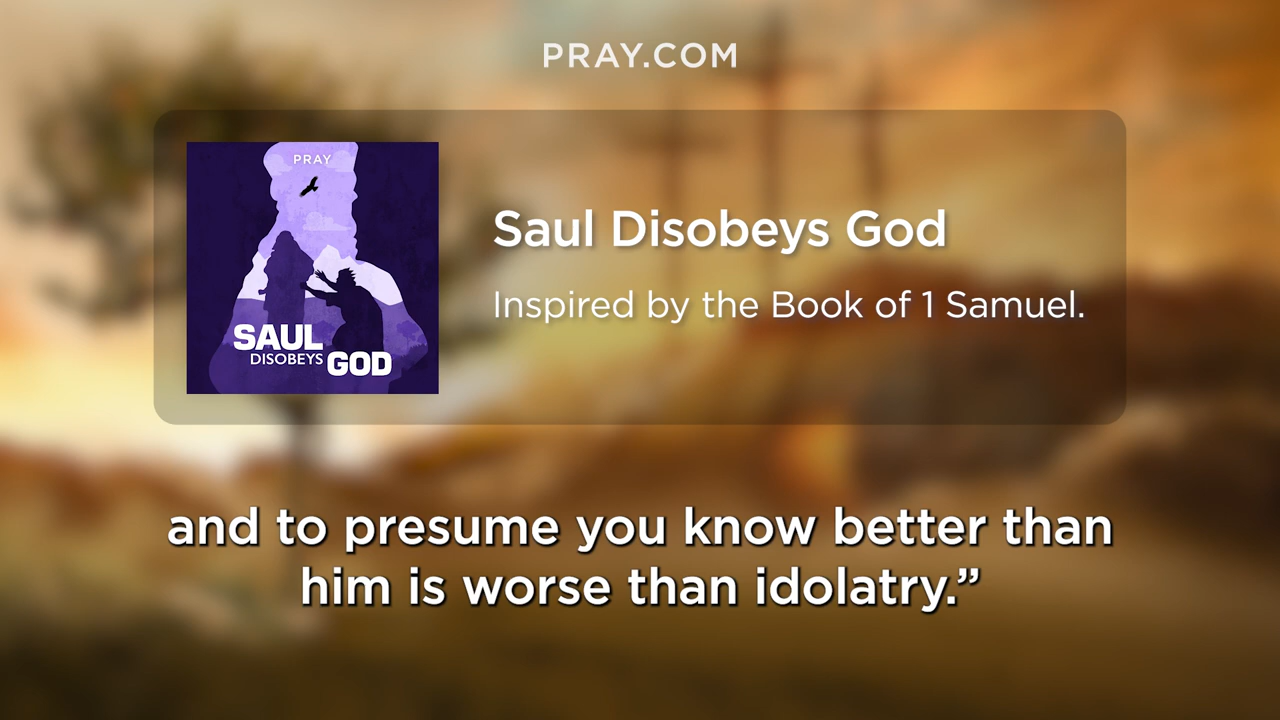 PRAY.COM
PRAY
SAUL
DISOBEYS
GOD
Saul Disobeys God
Inspired by the Book of 1 Samuel.
and to presume you know better than
him is worse than idolatry.”